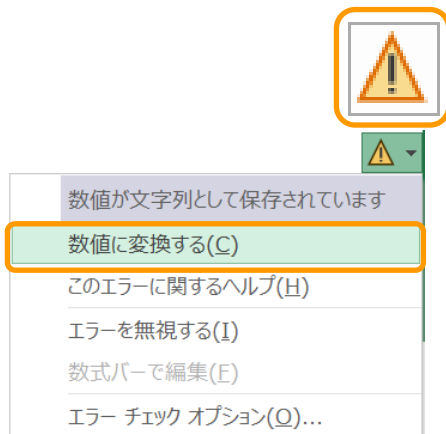 数値が文字列として保存されています
数値に変換する(C)
このエラーに関するヘルプ(H)
エラーを無視する(I)
数式バーで編集(F)
エラー チェック オプション(O)...